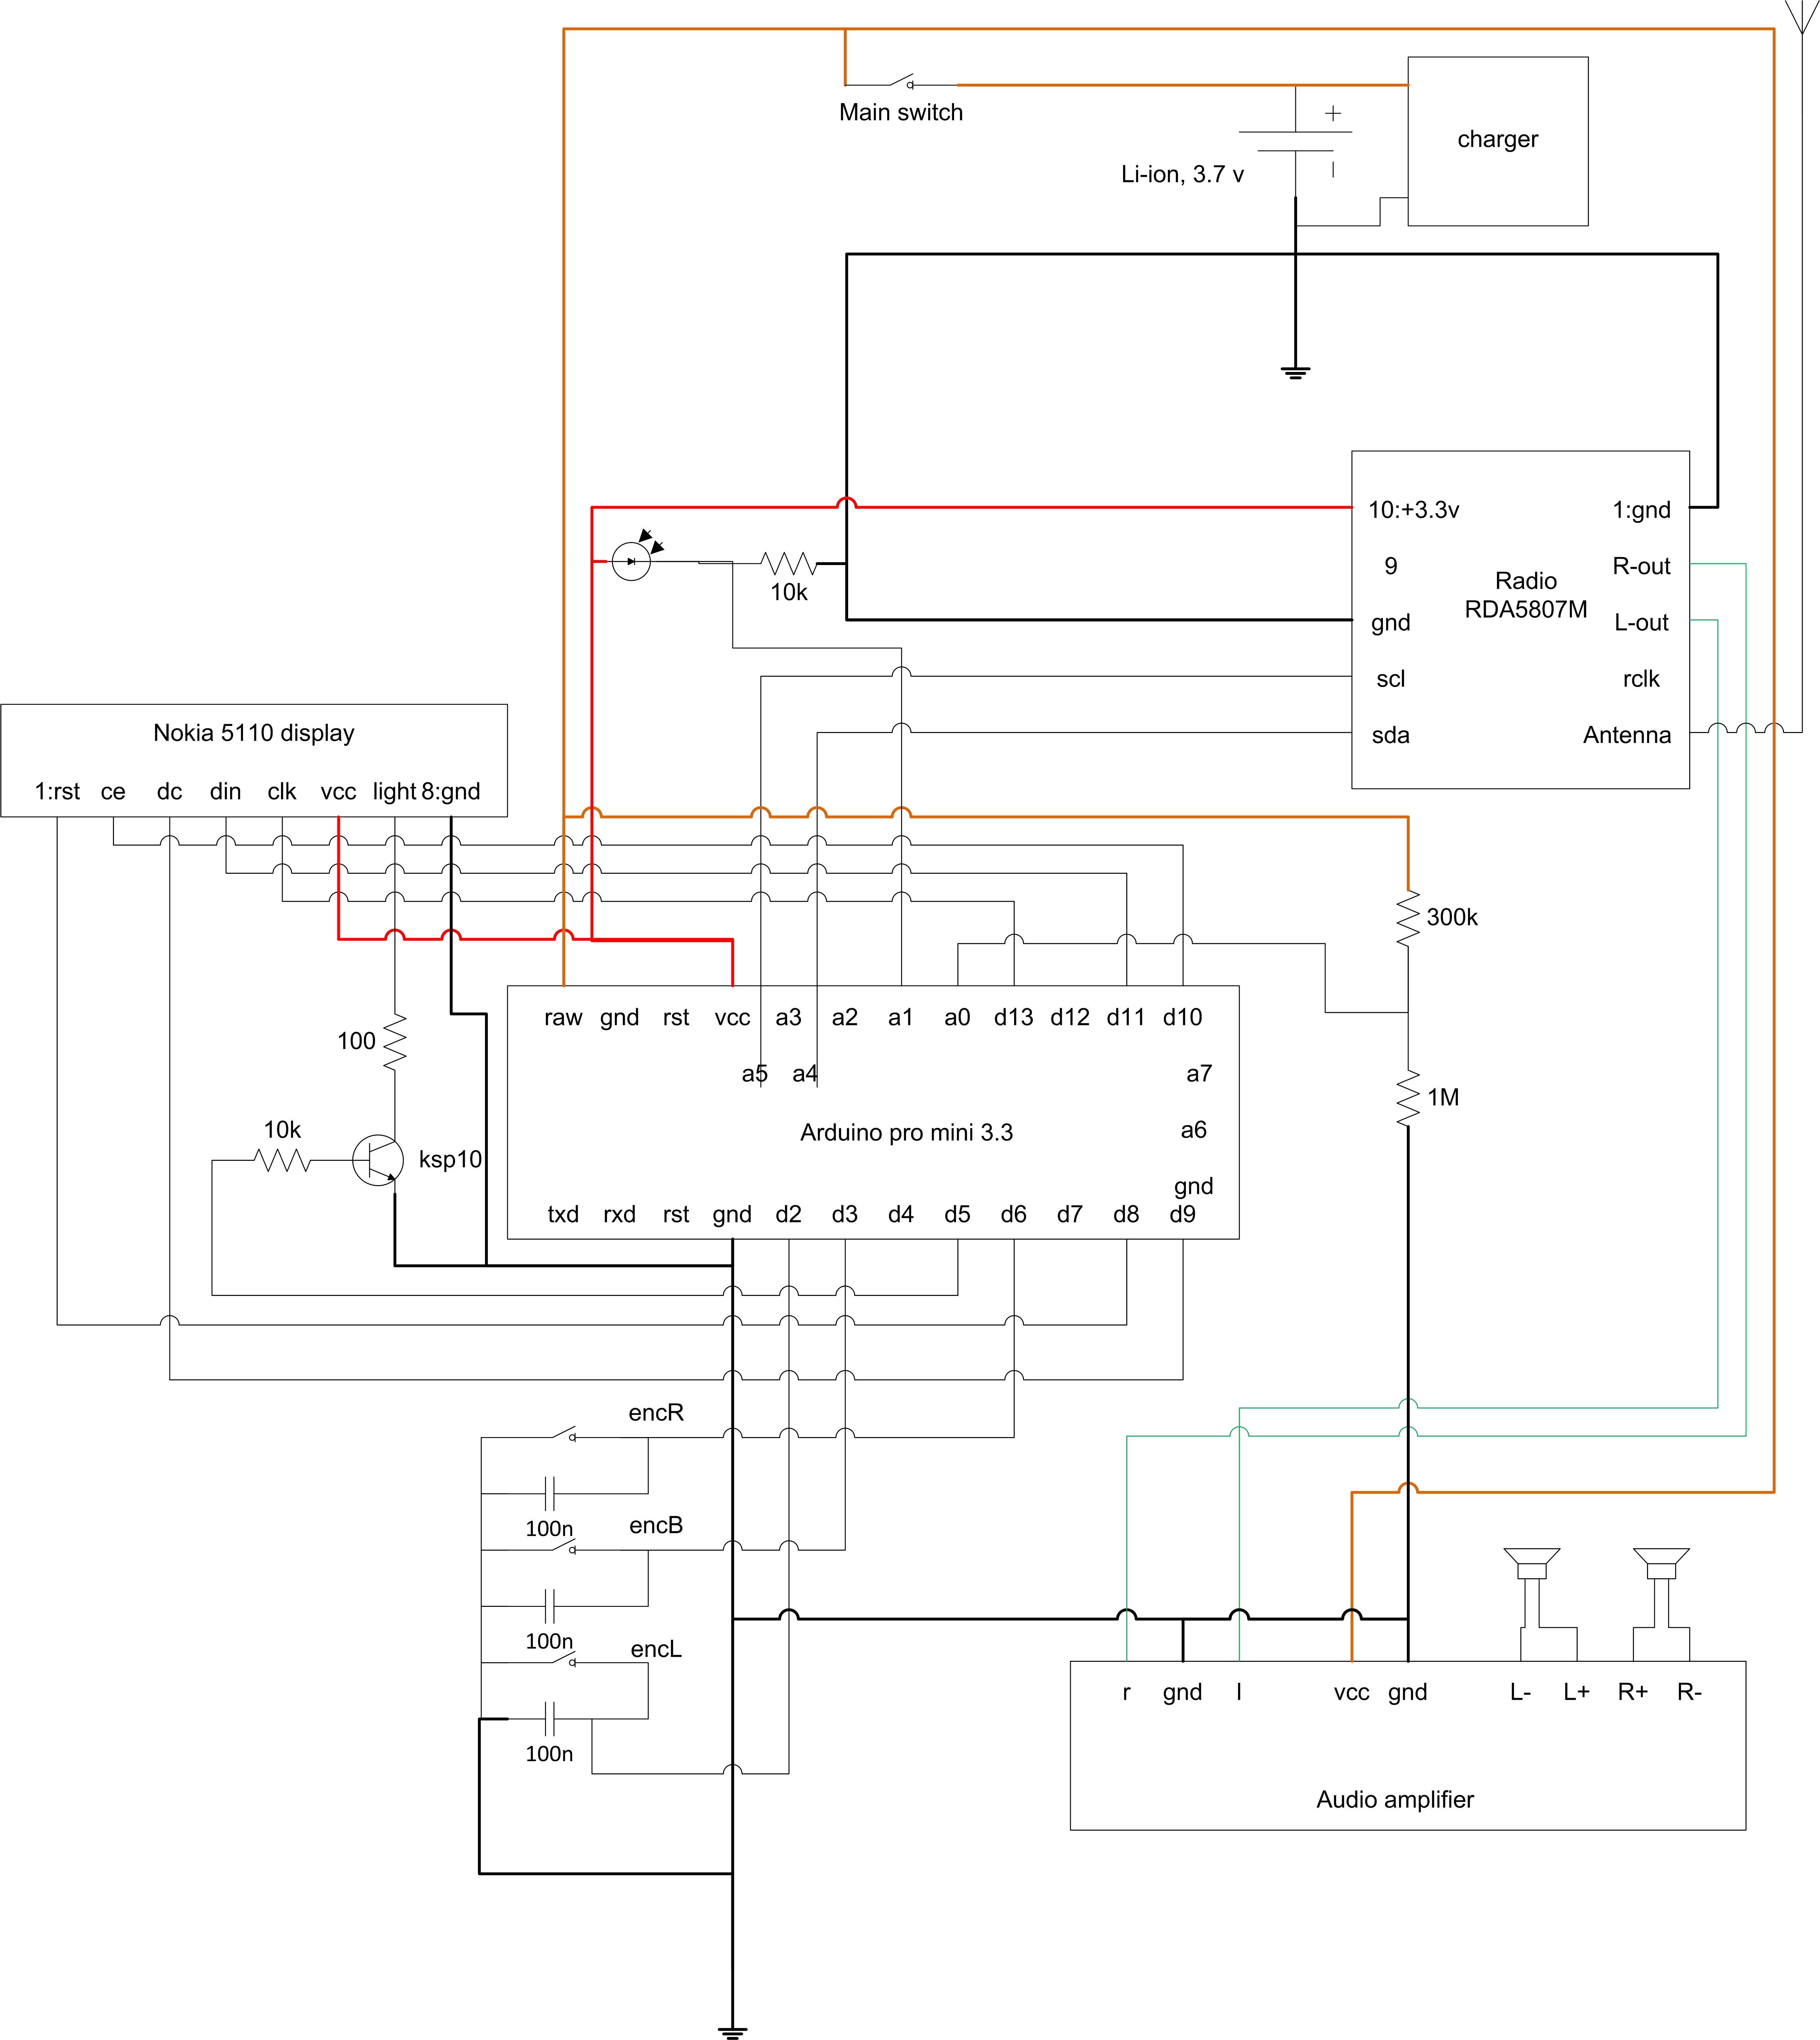 Main switch
charger
+
Li-ion, 3.7 v
10:+3.3v
1:gnd
9
R-out
Radio
RDA5807M
10k
gnd
L-out
scl
rclk
sda
Antenna
Nokia 5110 display
1:rst ce dc din clk vcc light 8:gnd
300k
raw gnd rst vcc a3 a2 a1 a0 d13 d12 d11 d10
100
a5 a4 a7
1M
10k
Arduino pro mini 3.3
a6
ksp10
gnd
txd rxd rst gnd d2 d3 d4 d5 d6 d7 d8 d9
encR
100n
encB
100n
encL
r gnd l vcc gnd L- L+ R+ R-
100n
Audio amplifier